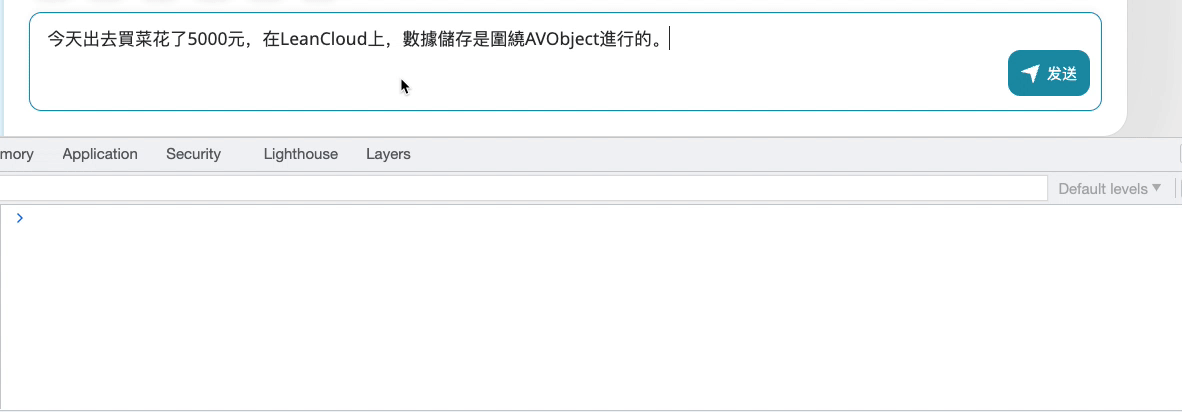 今天出去買菜花了5000元，在LeanCloud上，數據儲存是圍繞AVObject進行的。
发送
mory Application Security Lighthouse Layers
Default levels ▼
>